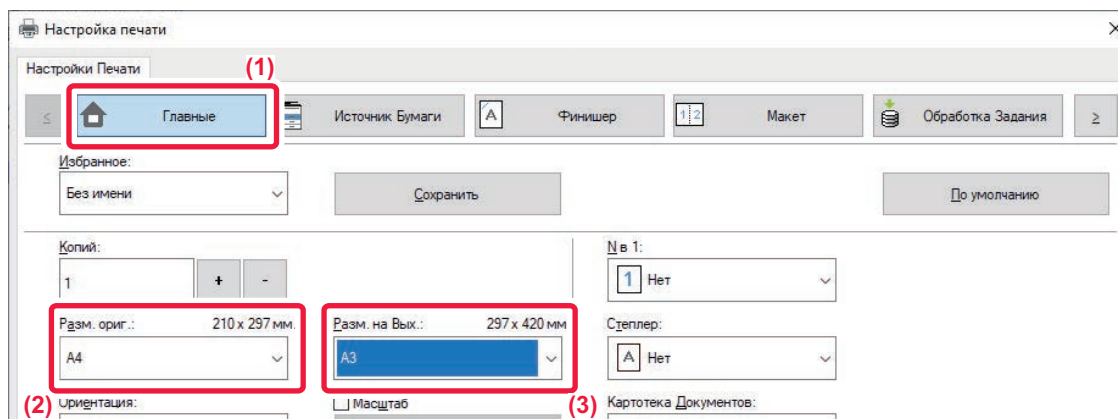 Настройка печати
Настройки Печати
(1)
Главные
Источник Бумаги
Финишер
Макет
Обработка Задания
Избранное:
Без имени
Сохранить
По умолчанию
Копий:
1
+
-
N в 1:
1 Нет
Разм. ориг.: 210 x 297 мм.
A4
Разм. на Вых.: 297 x 420 мм
A3
Степлер:
A Нет
(2)
Ориентация:
Масштаб
(3)
Картотека Документов: